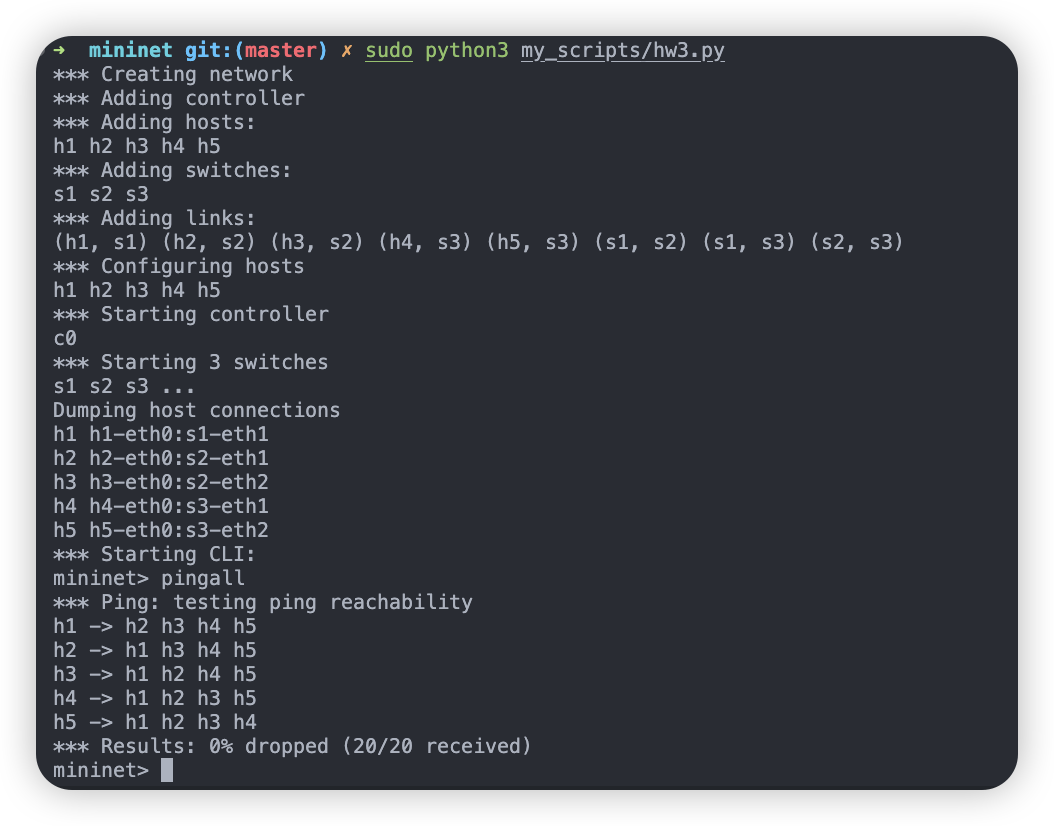 ➜  mininet git:(master) ✗ sudo python3 my_scripts/hw3.py
*** Creating network
*** Adding controller
*** Adding hosts:
h1 h2 h3 h4 h5
*** Adding switches:
s1 s2 s3
*** Adding links:
(h1, s1) (h2, s2) (h3, s2) (h4, s3) (h5, s3) (s1, s2) (s1, s3) (s2, s3)
*** Configuring hosts
h1 h2 h3 h4 h5
*** Starting controller
c0
*** Starting 3 switches
s1 s2 s3 ...
Dumping host connections
h1 h1-eth0:s1-eth1
h2 h2-eth0:s2-eth1
h3 h3-eth0:s2-eth2
h4 h4-eth0:s3-eth1
h5 h5-eth0:s3-eth2
*** Starting CLI:
mininet> pingall
*** Ping: testing ping reachability
h1 -> h2 h3 h4 h5
h2 -> h1 h3 h4 h5
h3 -> h1 h2 h4 h5
h4 -> h1 h2 h3 h5
h5 -> h1 h2 h3 h4
*** Results: 0% dropped (20/20 received)
mininet>